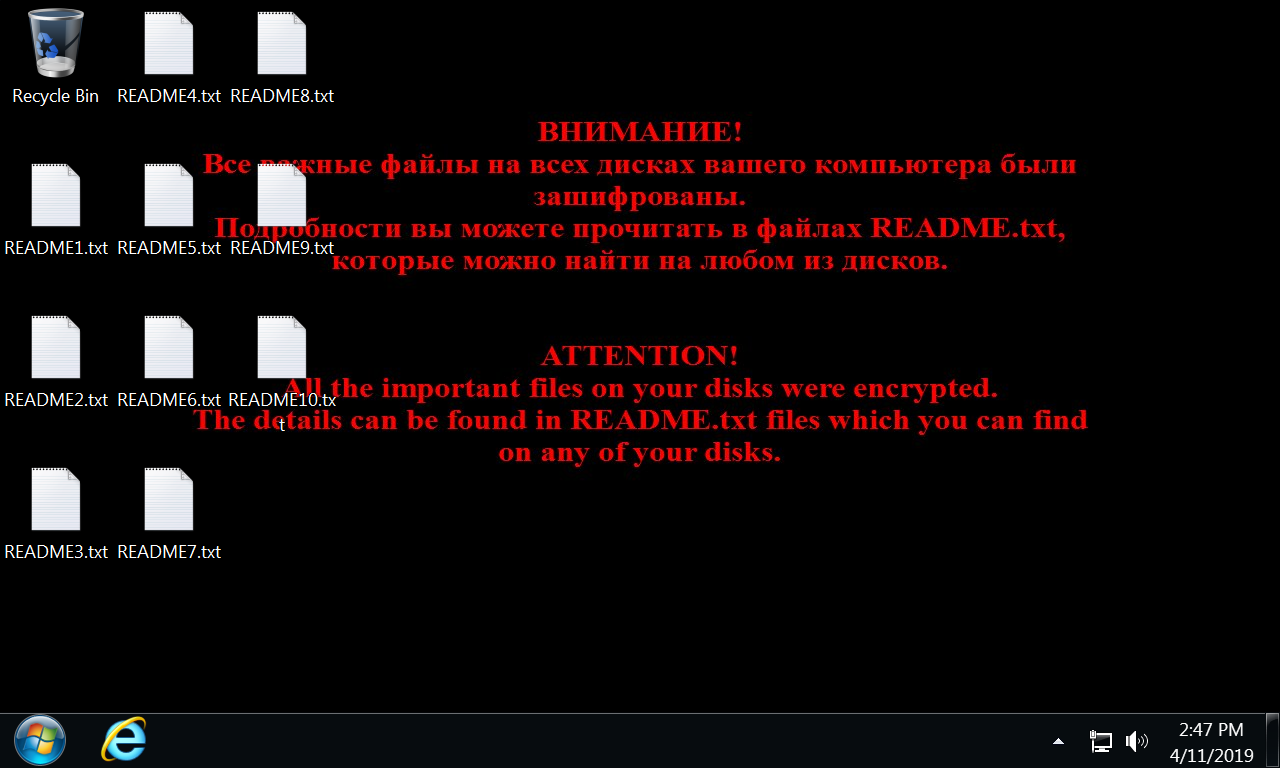 Recycle Bin
README4.txt
README8.txt
ВНИМАНИЕ!
Все важные файлы на всех дисках вашего компьютера были
зашифрованы.
Подробности вы можете прочитать в файлах README.txt,
которые можно найти на любом из дисков.
README1.txt
README5.txt
README9.txt
ATTENTION!
All the important files on your disks were encrypted.
The details can be found in README.txt files which you can find
on any of your disks.
README2.txt
README6.txt
README10.tx
t
README3.txt
README7.txt
2:47 PM
4/11/2019